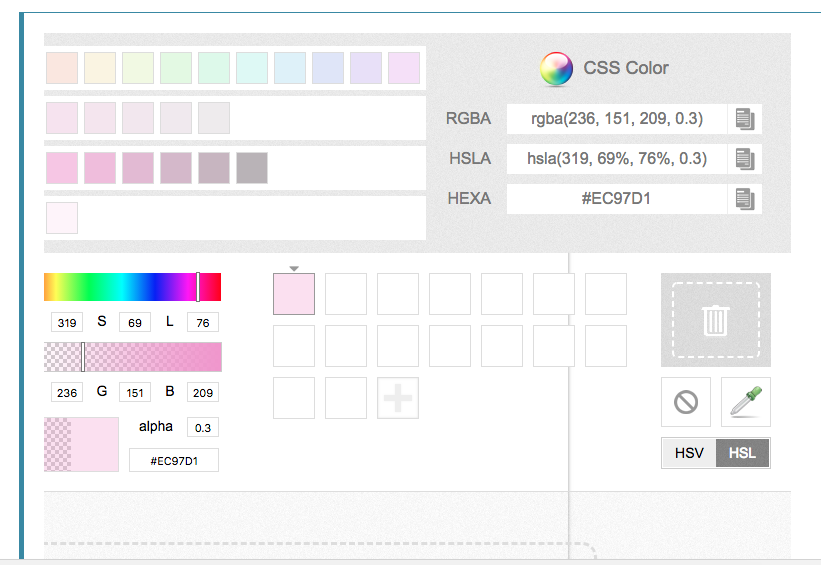 CSS Color
RGBA rgba(236, 151, 209, 0.3)
HSLA hsla(319, 69%, 76%, 0.3)
HEXA #EC97D1
319 S 69 L 76
236 G 151 B 209
alpha 0.3
#EC97D1
HSV HSL